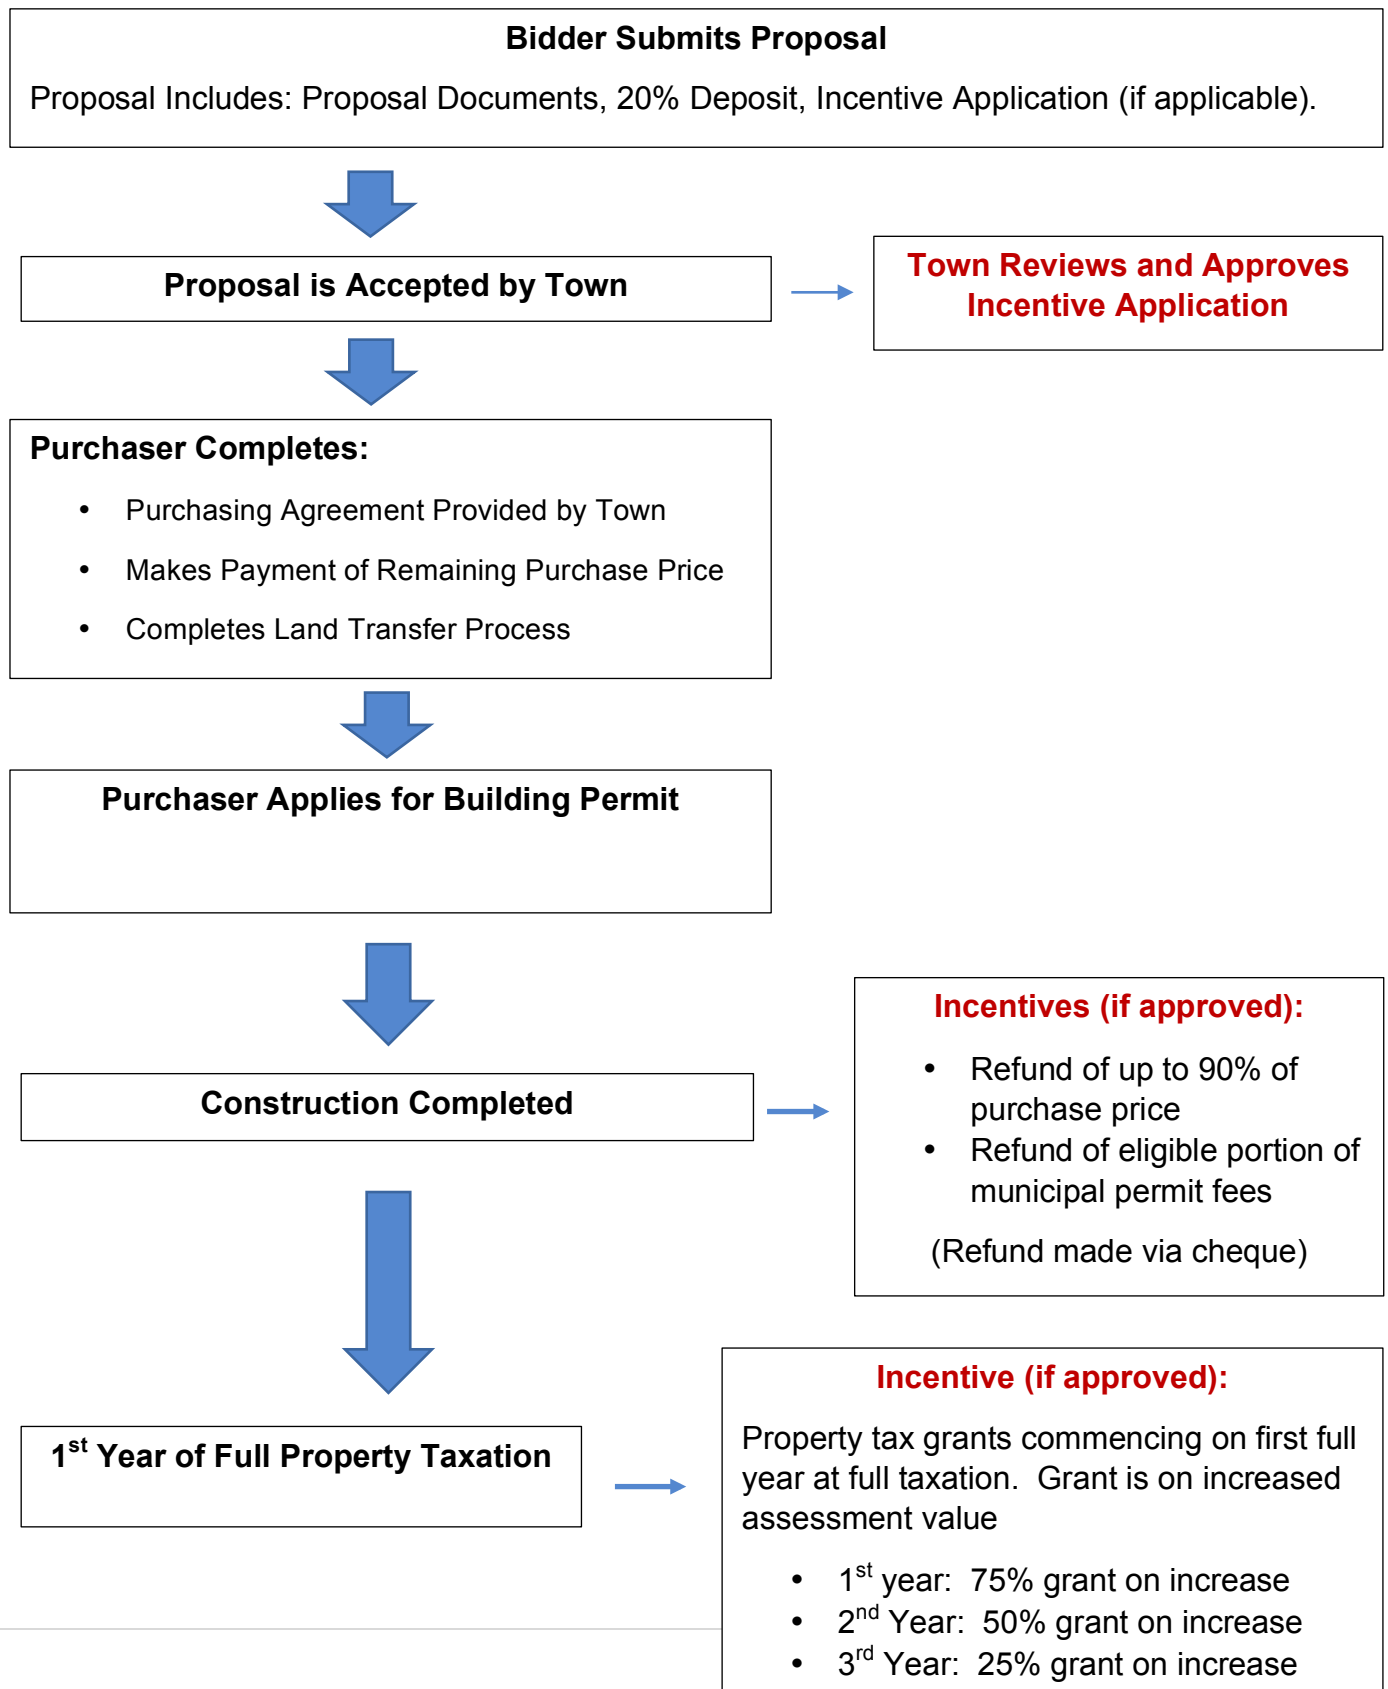 Bidder Submits Proposal
Proposal Includes: Proposal Documents, 20% Deposit, Incentive Application (if applicable).
Proposal is Accepted by Town
Town Reviews and Approves
Incentive Application
Purchaser Completes:
• Purchasing Agreement Provided by Town
• Makes Payment of Remaining Purchase Price
• Completes Land Transfer Process
Purchaser Applies for Building Permit
Construction Completed
Incentives (if approved):
• Refund of up to 90% of
purchase price
• Refund of eligible portion of
municipal permit fees
(Refund made via cheque)
1st Year of Full Property Taxation
Incentive (if approved):
Property tax grants commencing on first full
year at full taxation.  Grant is on increased
assessment value
• 1st year:  75% grant on increase
• 2nd Year:  50% grant on increase
• 3rd Year:  25% grant on increase